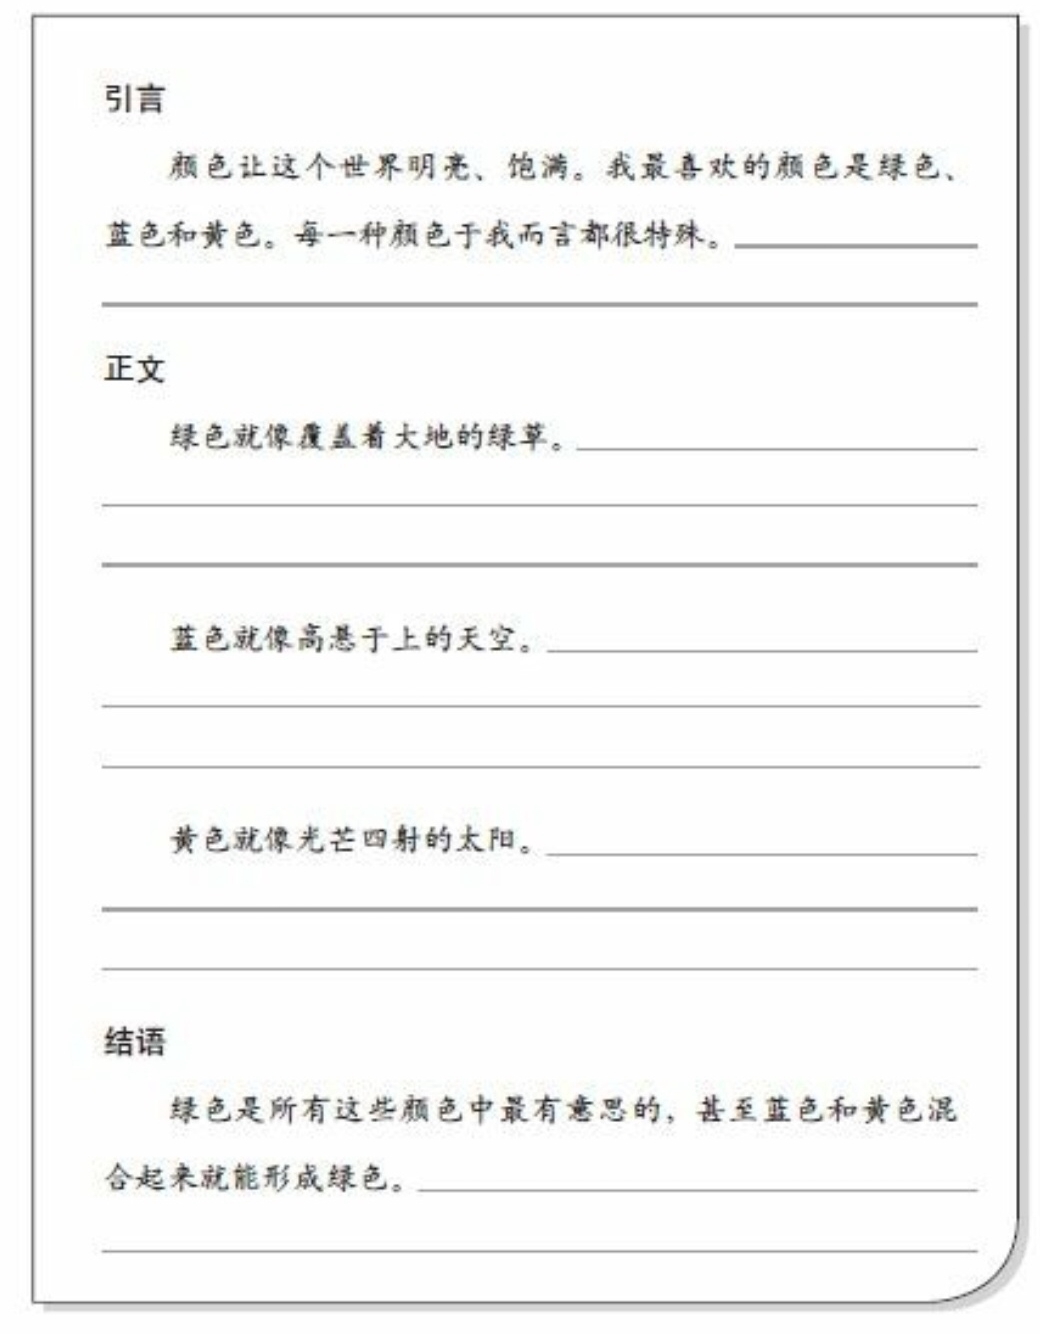 引言
颜色让这个世界明亮、饱满。我最喜欢的颜色是绿色、
蓝色和黄色。每一种颜色于我而言都很特殊。
正文
绿色就像覆盖着大地的绿草。
蓝色就像高悬于上的天空。
黄色就像光芒四射的太阳。
结语
绿色是所有这些颜色中最有意思的，甚至蓝色和黄色混
合起来就能形成绿色。